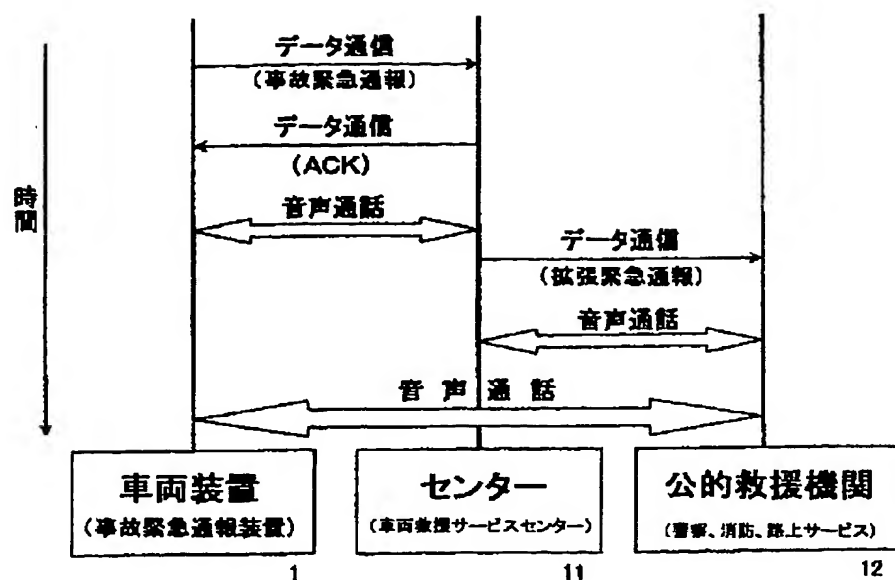 データ通信
(事故緊急通報)
データ通信
(ACK)
音声通話
時間
データ通信
(拡張緊急通報)
音声通話
音声通話
車両装置
(事故緊急通報装置)
1
センター
(車両救援サービスセンター)
11
公的救援機関
(警察、消防、路上サービス)
12